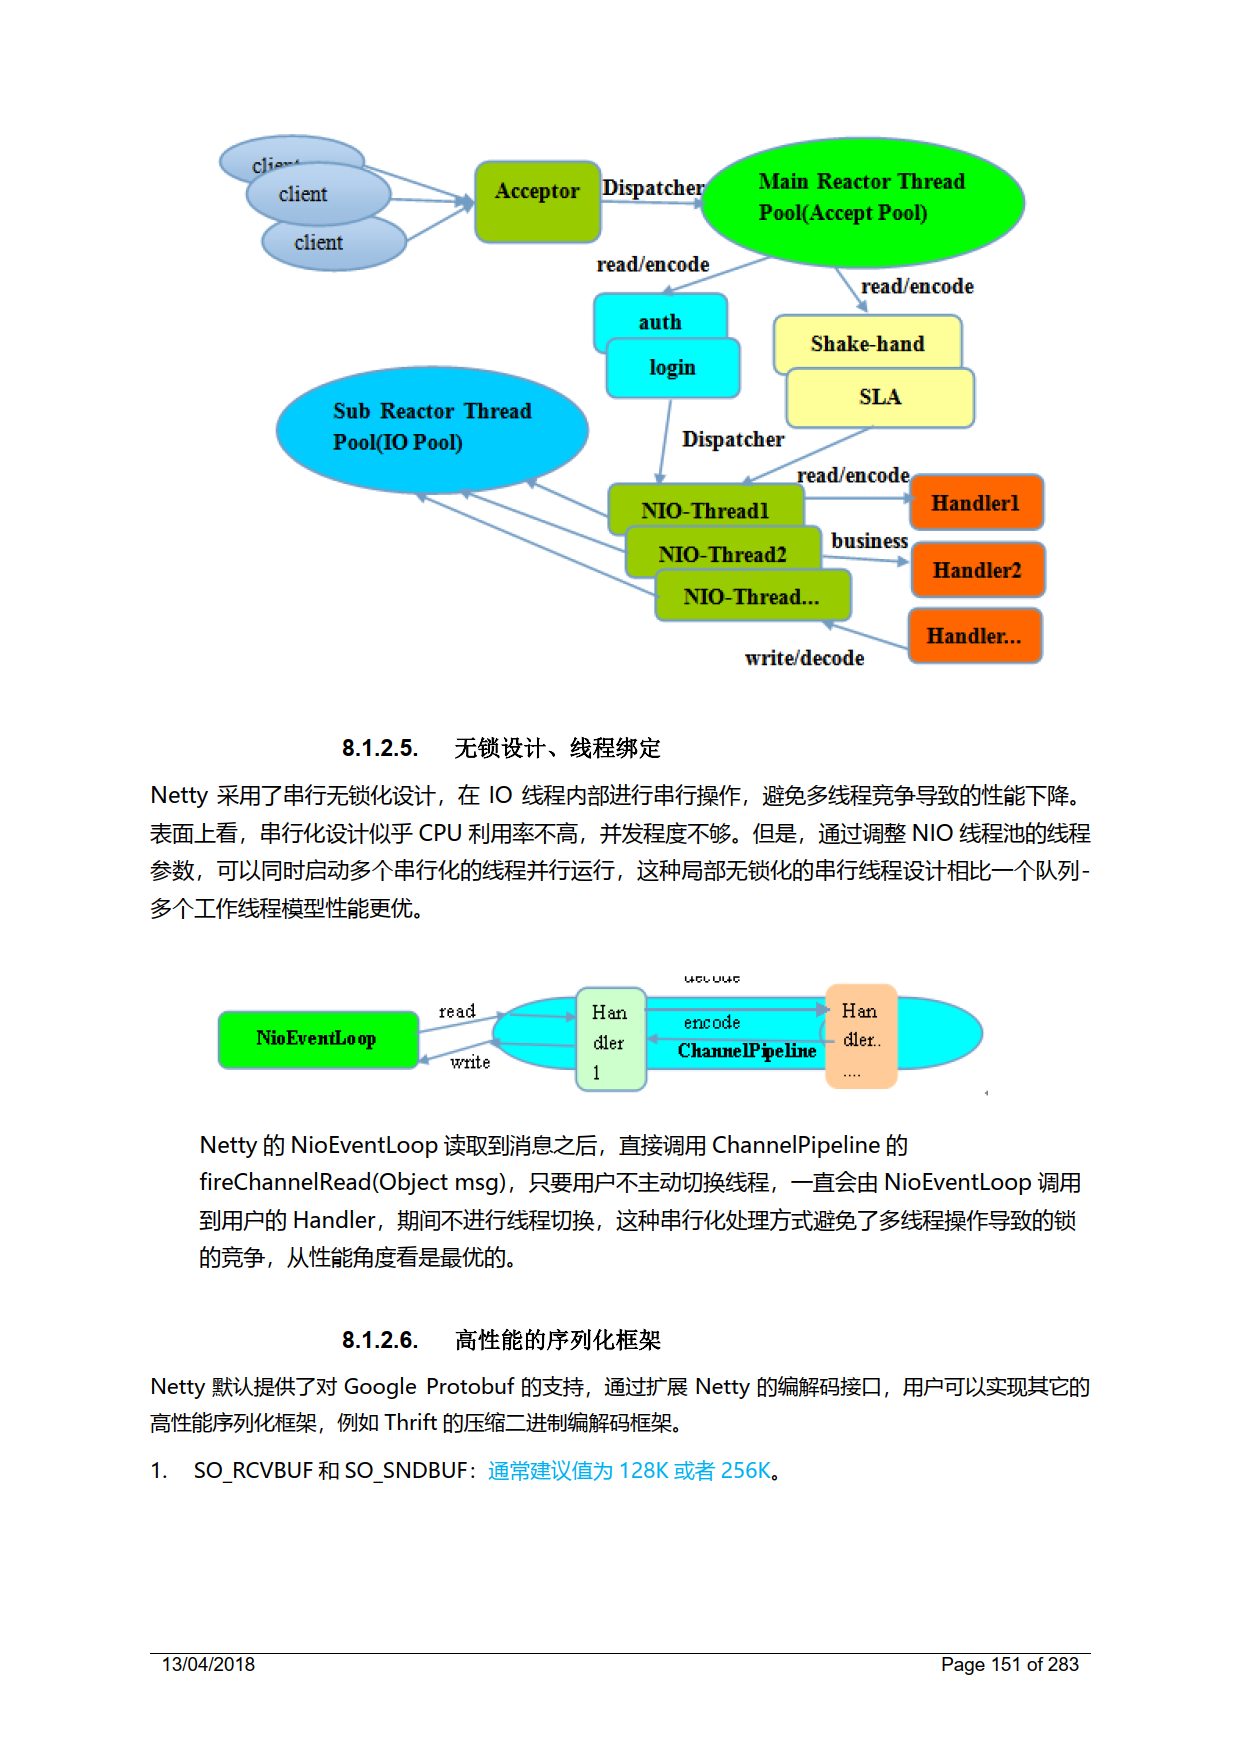 client
client
client
Acceptor
Dispatcher
Main Reactor Thread
Pool(Accept Pool)
read/encode
read/encode
auth
login
Shake-hand
SLA
Sub Reactor Thread
Pool(IO Pool)
Dispatcher
read/encode
NIO-Thread1
Handler1
business
NIO-Thread2
Handler2
NIO-Thread...
Handler...
write/decode
8.1.2.5. 无锁设计、线程绑定
Netty 采用了串行无锁化设计，在 IO 线程内部进行串行操作，避免多线程竞争导致的性能下降。
表面上看，串行化设计似乎 CPU 利用率不高，并发程度不够。但是，通过调整 NIO 线程池的线程
参数，可以同时启动多个串行化的线程并行运行，这种局部无锁化的串行线程设计相比一个队列-
多个工作线程模型性能更优。
decode
read
Han
dler
1
encode
Han
dler..
....
NioEventLoop
ChannelPipeline
write
Netty 的 NioEventLoop 读取到消息之后，直接调用 ChannelPipeline 的
fireChannelRead(Object msg)，只要用户不主动切换线程，一直会由 NioEventLoop 调用
到用户的 Handler，期间不进行线程切换，这种串行化处理方式避免了多线程操作导致的锁
的竞争，从性能角度看是最优的。
8.1.2.6. 高性能的序列化框架
Netty 默认提供了对 Google Protobuf 的支持，通过扩展 Netty 的编解码接口，用户可以实现其它的
高性能序列化框架，例如 Thrift 的压缩二进制编解码框架。
1. SO_RCVBUF 和 SO_SNDBUF：通常建议值为 128K 或者 256K。
13/04/2018
Page 151 of 283